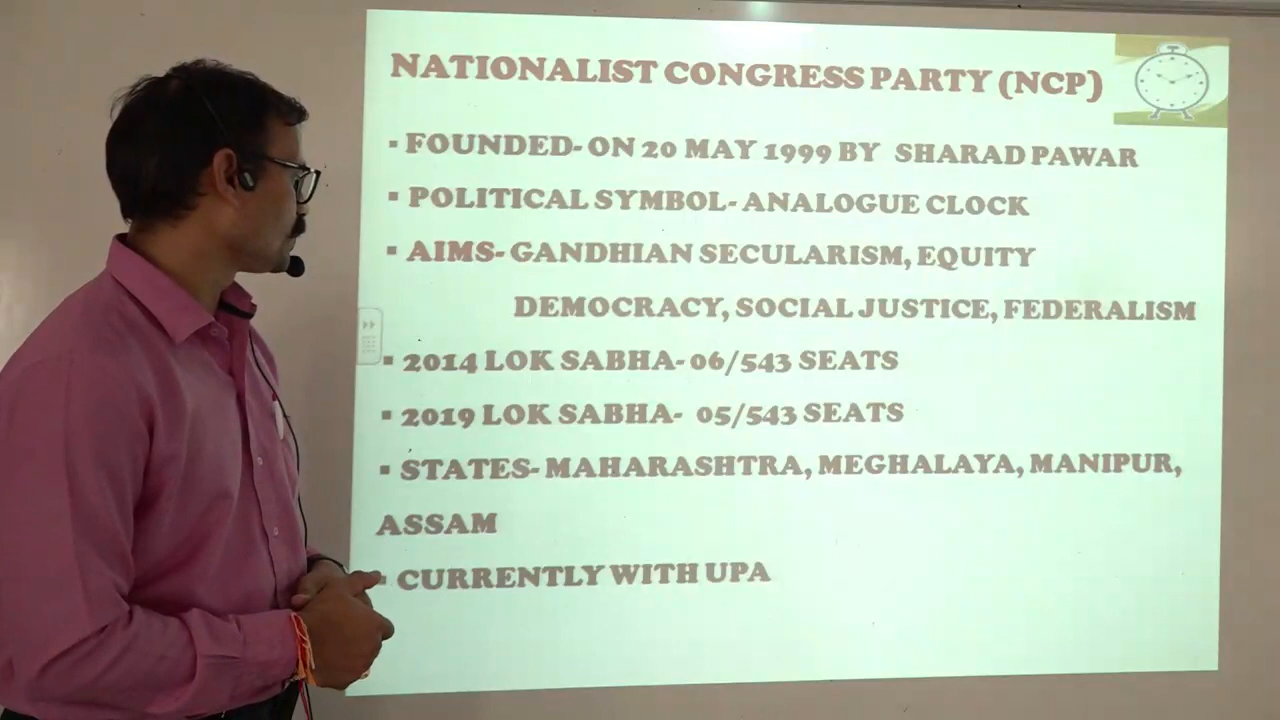 NATIONALIST CONGRESS PARTY (NCP)
▪ FOUNDED- ON 20 MAY 1999 BY SHARAD PAWAR
▪ POLITICAL SYMBOL- ANALOGUE CLOCK
▪ AIMS- GANDHIAN SECULARISM, EQUITY
DEMOCRACY, SOCIAL JUSTICE, FEDERALISM
▪ 2014 LOK SABHA- 06/543 SEATS
▪ 2019 LOK SABHA- 05/543 SEATS
▪ STATES- MAHARASHTRA, MEGHALAYA, MANIPUR,
ASSAM
▪ CURRENTLY WITH UPA